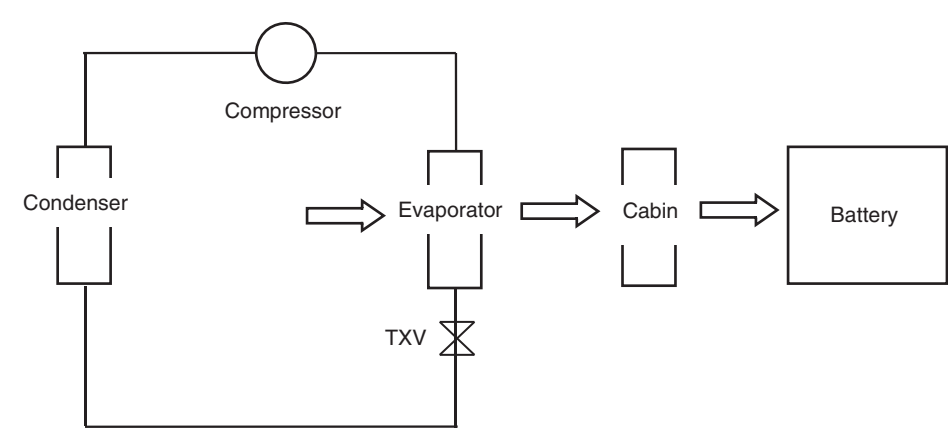 Compressor
Condenser
Evaporator
Cabin
Battery
TXV